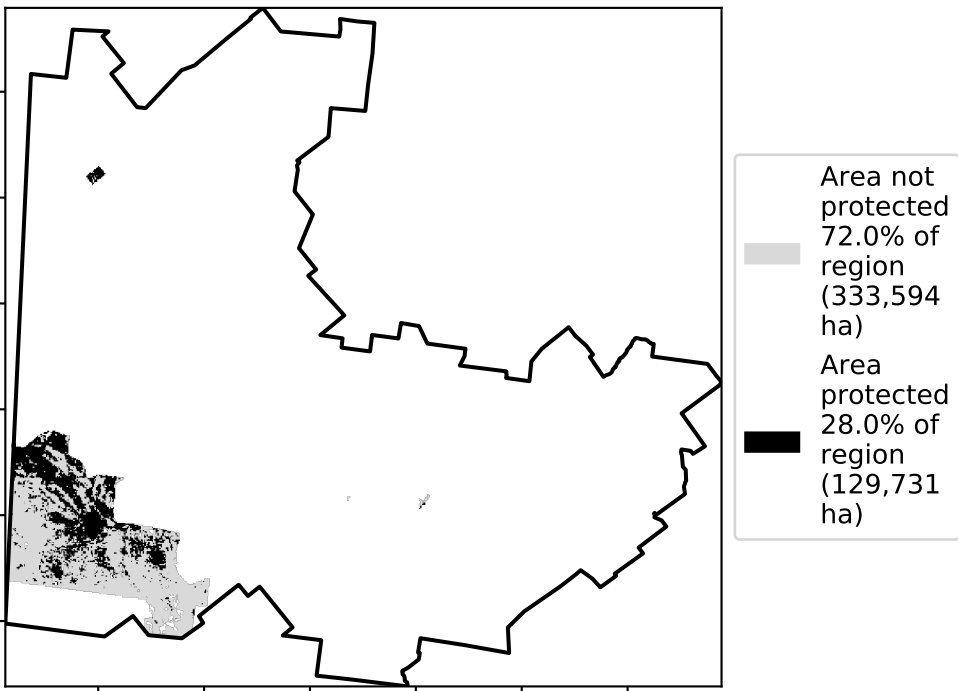 Area not
protected
72.0% of
region
(333,594
ha)
Area
protected
28.0% of
region
(129,731
ha)